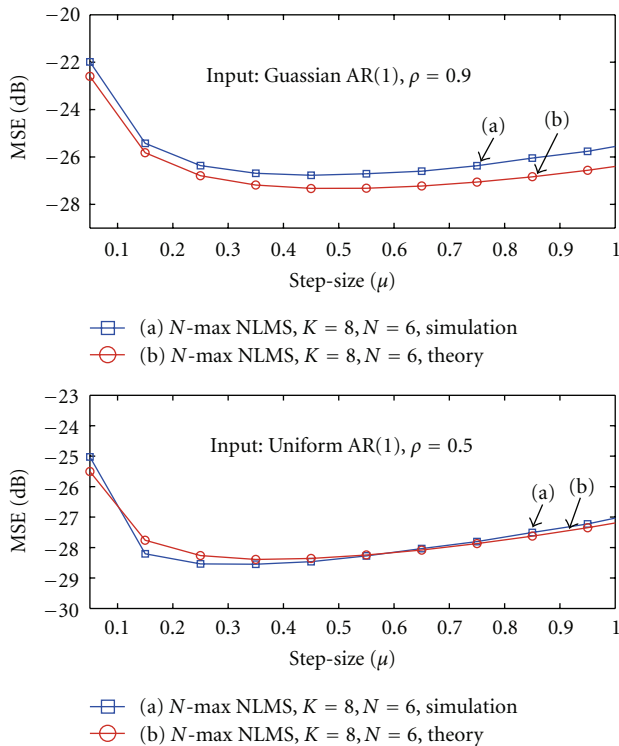 −20
−22
−24
−26
−28
MSE (dB)
Input: Guassian AR(1), ρ = 0.9
(a)
(b)
0.1 0.2 0.3 0.4 0.5 0.6 0.7 0.8 0.9 1
Step-size (μ)
(a) N-max NLMS, K = 8, N = 6, simulation
(b) N-max NLMS, K = 8, N = 6, theory
−23
−24
−25
−26
−27
−28
−29
−30
MSE (dB)
Input: Uniform AR(1), ρ = 0.5
(a)
(b)
0.1 0.2 0.3 0.4 0.5 0.6 0.7 0.8 0.9 1
Step-size (μ)
(a) N-max NLMS, K = 8, N = 6, simulation
(b) N-max NLMS, K = 8, N = 6, theory